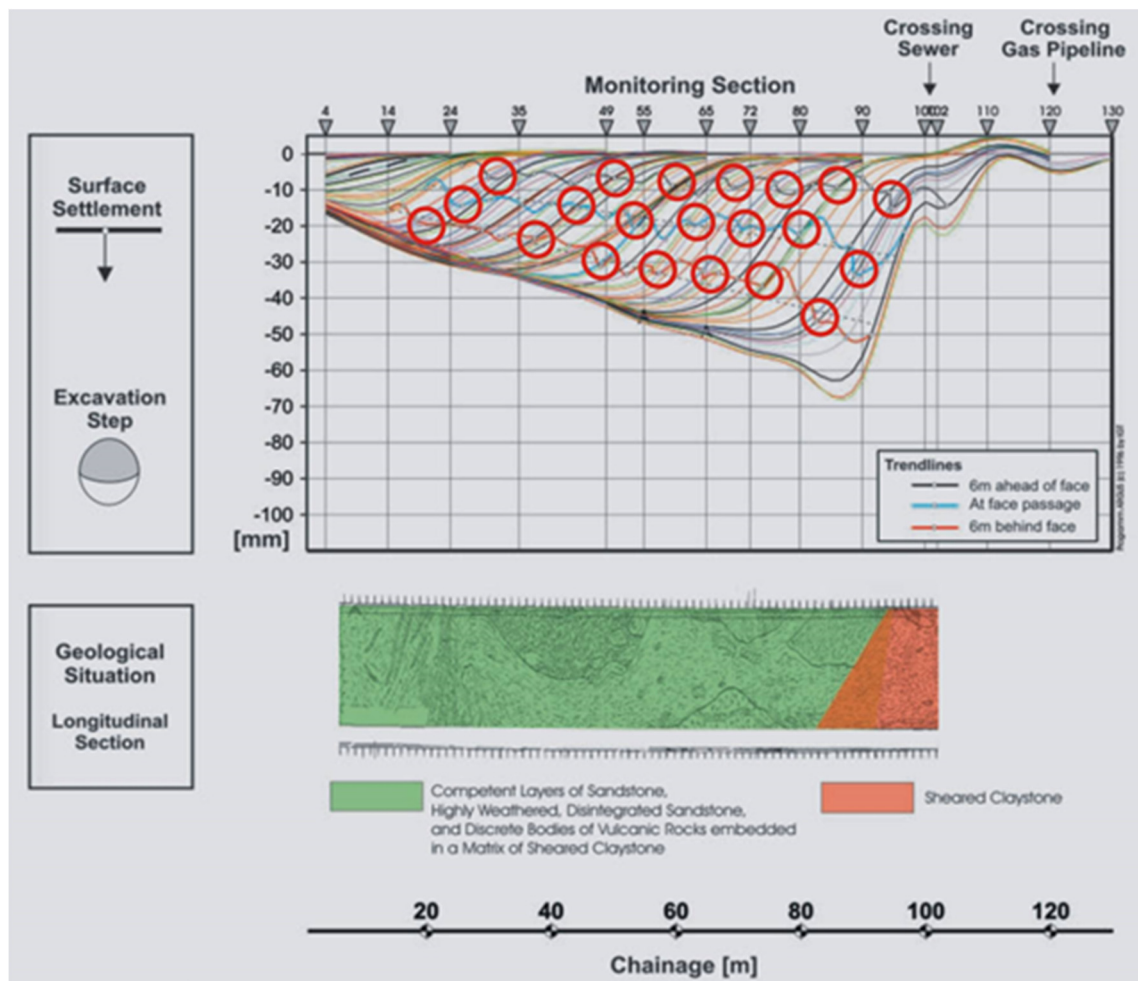 Crossing
Sewer
Crossing
Gas Pipeline
Monitoring Section
4 14 24 35 49 55 65 72 80 90 100 102 110 120 130
Surface
Settlement
Excavation
Step
0
-10
-20
-30
-40
-50
-60
-70
-80
-90
-100
[mm]
Trendlines
6m ahead of face
At face passage
6m behind face
Geological
Situation
Longitudinal
Section
Competent Layers of Sandstone,
Highly Weathered, Disintegrated Sandstone,
and Discrete Bodies of Vulcanic Rocks embedded
in a Matrix of Sheared Claystone
Sheared Claystone
20 40 60 80 100 120
Chainage [m]